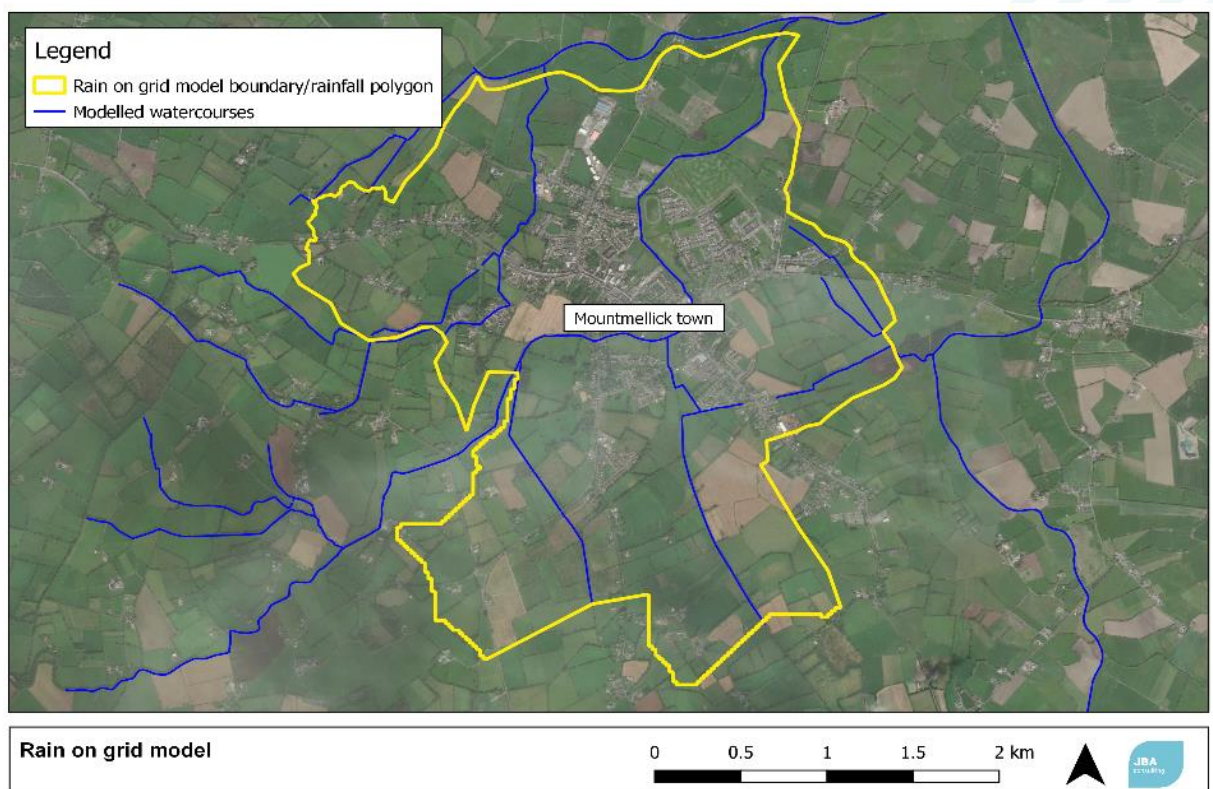 Legend
Rain on grid model boundary/rainfall polygon
Modelled watercourses
Mountmellick town
Rain on grid model
0 0.5 1 1.5 2 km
JBA
consulting